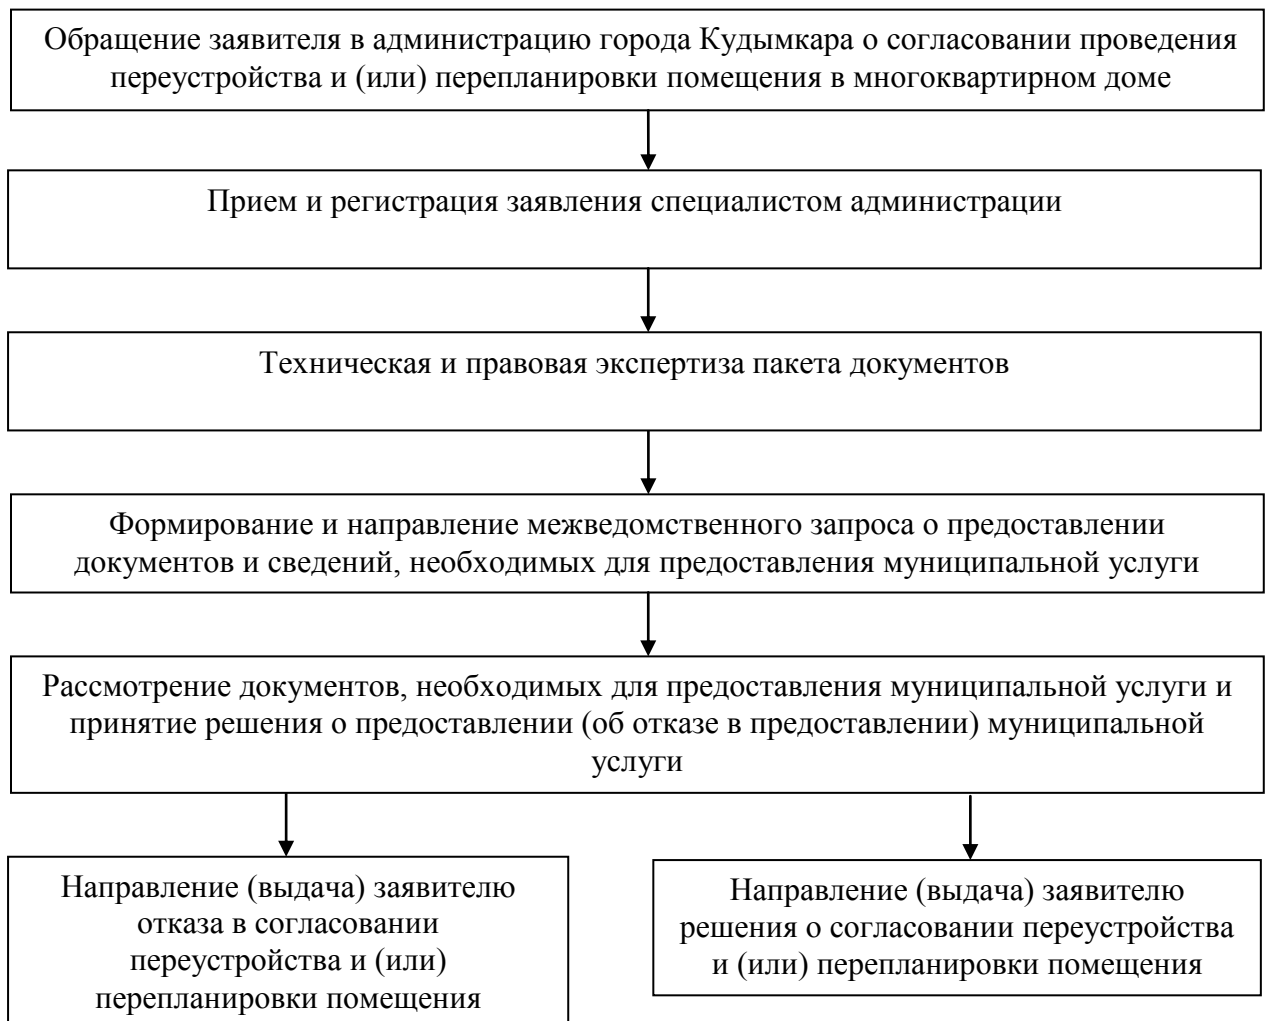 Обращение заявителя в администрацию города Кудымкара о согласовании проведения
переустройства и (или) перепланировки помещения в многоквартирном доме
Прием и регистрация заявления специалистом администрации
Техническая и правовая экспертиза пакета документов
Формирование и направление межведомственного запроса о предоставлении
документов и сведений, необходимых для предоставления муниципальной услуги
Рассмотрение документов, необходимых для предоставления муниципальной услуги и
принятие решения о предоставлении (об отказе в предоставлении) муниципальной
услуги
Направление (выдача) заявителю
отказа в согласовании
переустройства и (или)
перепланировки помещения
Направление (выдача) заявителю
решения о согласовании переустройства
и (или) перепланировки помещения